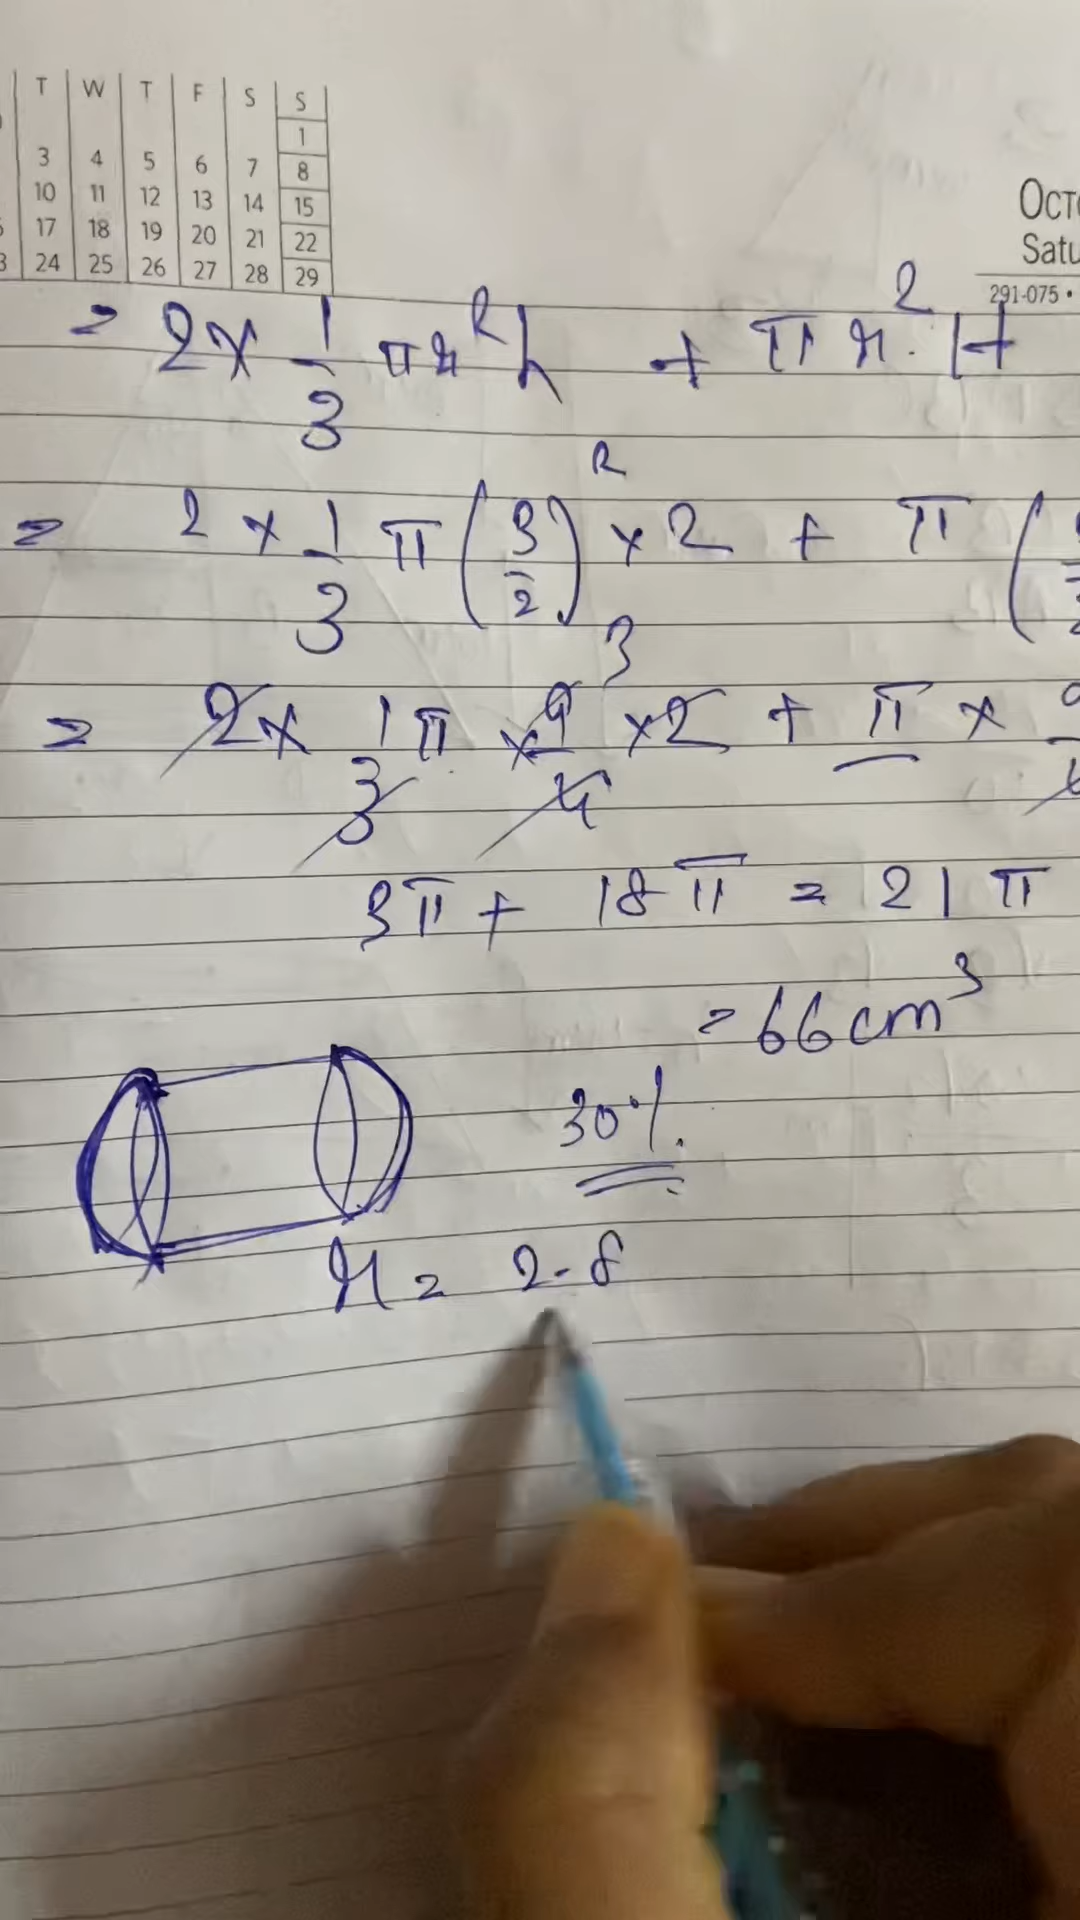 T W T F S S
1
3 4 5 6 7 8
10 11 12 13 14 15
17 18 19 20 21 22
24 25 26 27 28 29
Satu
291-075 •
= 2 × 1/3 πr²h + πr²H
= 2 × 1/3 π(3/2)² × 2 + π
= 2 × 1/3 π × 9/4 × 2 + π ×
3
3π + 18π = 21π
= 66 cm³
30%.
r = 2.8